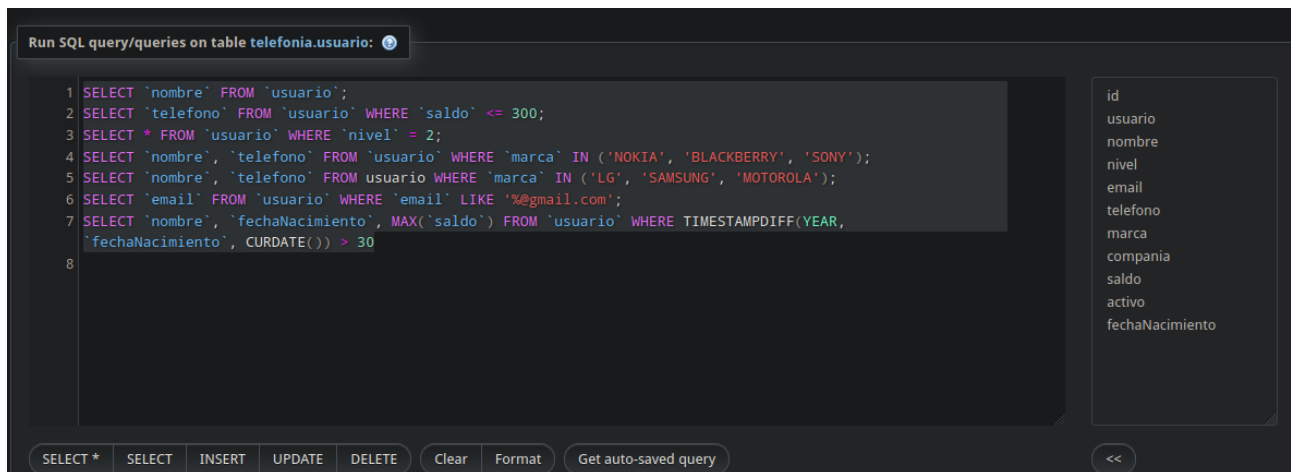 Run SQL query/queries on table telefonia.usuario:
1 SELECT `nombre` FROM `usuario`;
2 SELECT `telefono` FROM `usuario` WHERE `saldo` <= 300;
3 SELECT * FROM `usuario` WHERE `nivel` = 2;
4 SELECT `nombre`, `telefono` FROM `usuario` WHERE `marca` IN ('NOKIA', 'BLACKBERRY', 'SONY');
5 SELECT `nombre`, `telefono` FROM usuario WHERE `marca` IN ('LG', 'SAMSUNG', 'MOTOROLA');
6 SELECT `email` FROM `usuario` WHERE `email` LIKE '%@gmail.com';
7 SELECT `nombre`, `fechaNacimiento`, MAX(`saldo`) FROM `usuario` WHERE TIMESTAMPDIFF(YEAR,
`fechaNacimiento`, CURDATE()) > 30
8
id
usuario
nombre
nivel
email
telefono
marca
compania
saldo
activo
fechaNacimiento
SELECT * SELECT INSERT UPDATE DELETE Clear Format Get auto-saved query <<